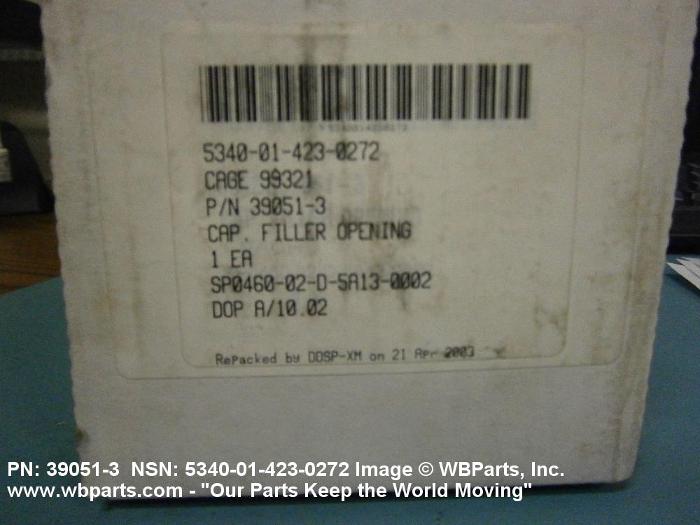 5340-01-423-0272
CAGE 99321
P/N 39051-3
CAP, FILLER OPENING
1 EA
SP0460-02-D-5A13-0002
DOP A/10.02
RePacked by DDSP-XM on 21 Apr 2003
PN: 39051-3 NSN: 5340-01-423-0272 Image © WBParts, Inc.
www.wbparts.com - "Our Parts Keep the World Moving"